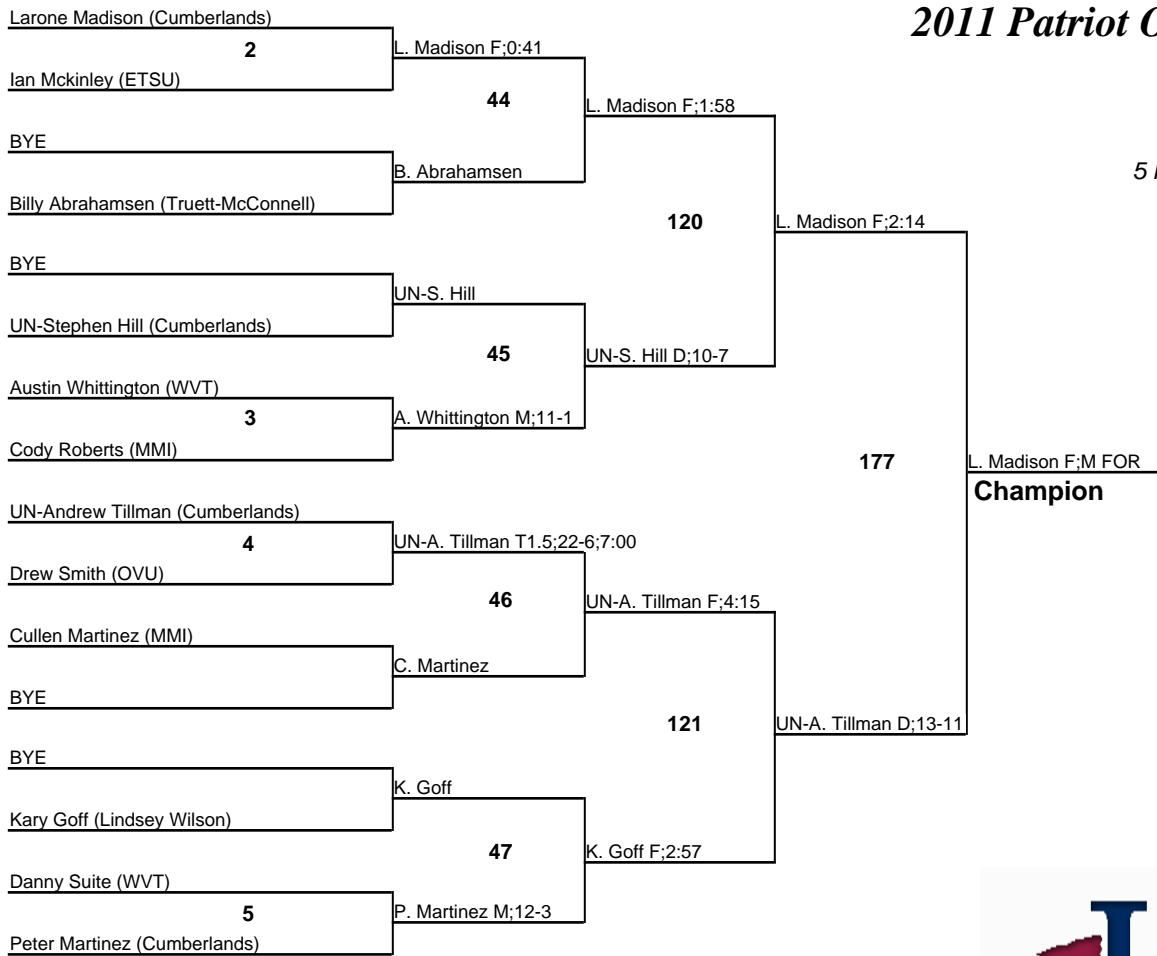 2011 Patriot
Larone Madison (Cumberlands)
2
L. Madison F;0:41
Ian Mckinley (ETSU)
44
L. Madison F;1:58
BYE
B. Abrahamsen
5
Billy Abrahamsen (Truett-McConnell)
120
L. Madison F;2:14
BYE
UN-S. Hill
UN-Stephen Hill (Cumberlands)
45
UN-S. Hill D;10-7
Austin Whittington (WVT)
3
A. Whittington M;11-1
Cody Roberts (MMI)
177
L. Madison F;M FOR
Champion
UN-Andrew Tillman (Cumberlands)
4
UN-A. Tillman T1.5;22-6;7:00
Drew Smith (OVU)
46
UN-A. Tillman F;4:15
Cullen Martinez (MMI)
C. Martinez
BYE
121
UN-A. Tillman D;13-11
BYE
K. Goff
Kary Goff (Lindsey Wilson)
47
K. Goff F;2:57
Danny Suite (WVT)
5
P. Martinez M;12-3
Peter Martinez (Cumberlands)